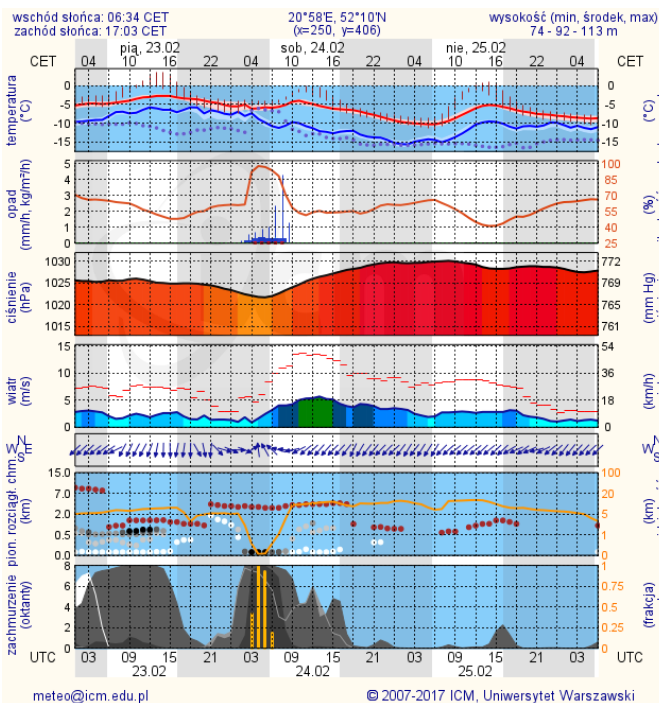 wschód słońca: 06:34 CET 20°58'E, 52°10'N wysokość (min, środek, max)
zachód słońca: 17:03 CET (x=250, y=406) 74 - 92 - 113 m
pią, 23.02 sob, 24.02 nie, 25.02
CET 04 10 16 22 04 10 16 22 04 10 16 22 04 CET
temperatura (°C)
0 0
-5 -5
-10 -10
-15 -15
(°C)
opad (mm/h, kg/m²/h)
5 100
4 85
3 70
2 55
1 40
0 25
(%)
ciśnienie (hPa)
1030 772
1025 769
1020 765
1015 761
(mm Hg)
wiatr (m/s)
15 54
10 36
5 18
0 0
(km/h)
N N
W E W
S S
pion. rozciągł. chm. (km)
15.0 100
7.0 20
2.0 5
0.5 1
0.0 0
(km)
zachmurzenie (oktanty)
8 1
6 0.75
4 0.5
2 0.25
0 0
(frakcja)
UTC 03 09 15 21 03 09 15 21 03 09 15 21 03 UTC
23.02 24.02 25.02
meteo@icm.edu.pl © 2007-2017 ICM, Uniwersytet Warszawski